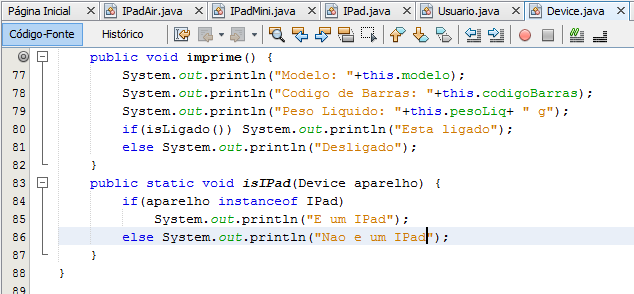 Página Inicial IPadAir.java IPadMini.java IPad.java Usuario.java Device.java
Código-Fonte Histórico
public void imprime() {
77 System.out.println("Modelo: "+this.modelo);
78 System.out.println("Codigo de Barras: "+this.codigoBarras);
79 System.out.println("Peso Liquido: "+this.pesoLiq+ " g");
80 if(isLigado()) System.out.println("Esta ligado");
81 else System.out.println("Desligado");
82 }
83 public static void isIPad(Device aparelho) {
84 if(aparelho instanceof IPad)
85 System.out.println("E um IPad");
86 else System.out.println("Nao e um IPad");
87 }
88 }
89